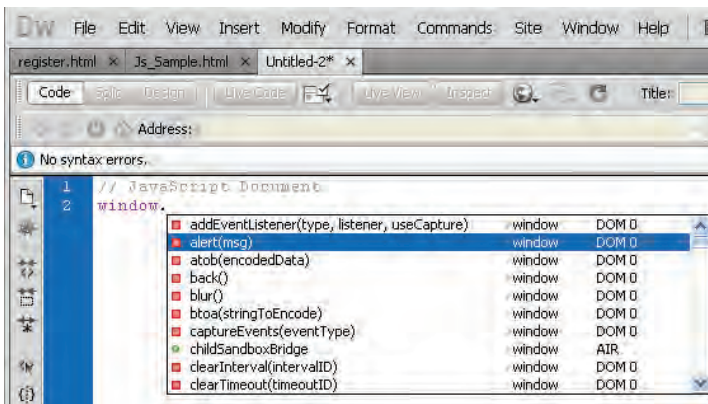 Dw File Edit View Insert Modify Format Commands Site Window Help
register.html × Js_Sample.html × Untitled-2* ×
Code Split Design Live Code Live View Inspect Title:
Address:
No syntax errors.
1 // JavaScript Document
2 window.
addEventListener(type, listener, useCapture) window DOM 0
alert(msg) window DOM 0
atob(encodedData) window DOM 0
back() window DOM 0
blur() window DOM 0
btoa(stringToEncode) window DOM 0
captureEvents(eventType) window DOM 0
childSandboxBridge window AIR
clearInterval(intervalID) window DOM 0
clearTimeout(timeoutID) window DOM 0